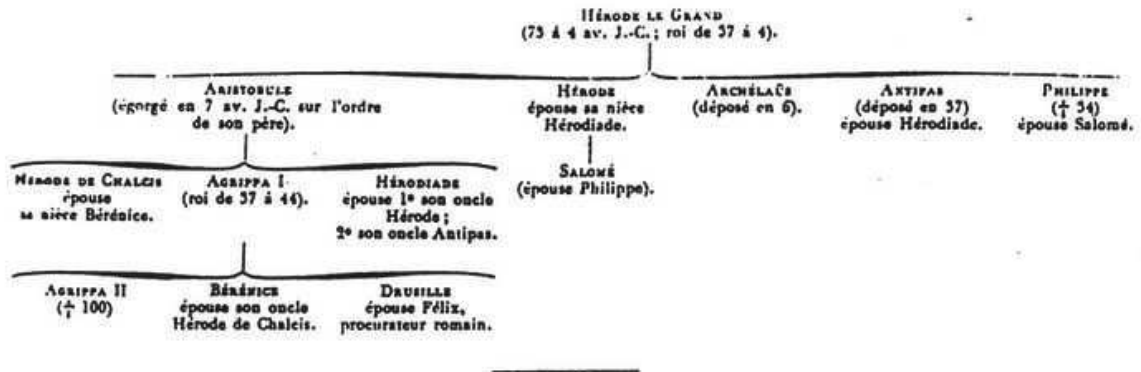 HÉRODE LE GRAND
(73 à 4 av. J.-C.; roi de 37 à 4).
ARISTOBULE
(égorgé en 7 av. J.-C. sur l'ordre
de son père).
HÉRODE
épouse sa nièce
Hérodiade.
ARCHÉLAÜS
(déposé en 6).
ANTIPAS
(déposé en 37)
épouse Hérodiade.
PHILIPPE
(† 34)
épouse Salomé.
SALOMÉ
(épouse Philippe).
HÉRODE DE CHALCIS
épouse
sa nièce Bérénice.
AGRIPPA I
(roi de 37 à 44).
HÉRODIADE
épouse 1° son oncle
Hérode;
2° son oncle Antipas.
AGRIPPA II
(† 100)
BÉRÉNICE
épouse son oncle
Hérode de Chalcis.
DRUSILLE
épouse Félix,
procurateur romain.